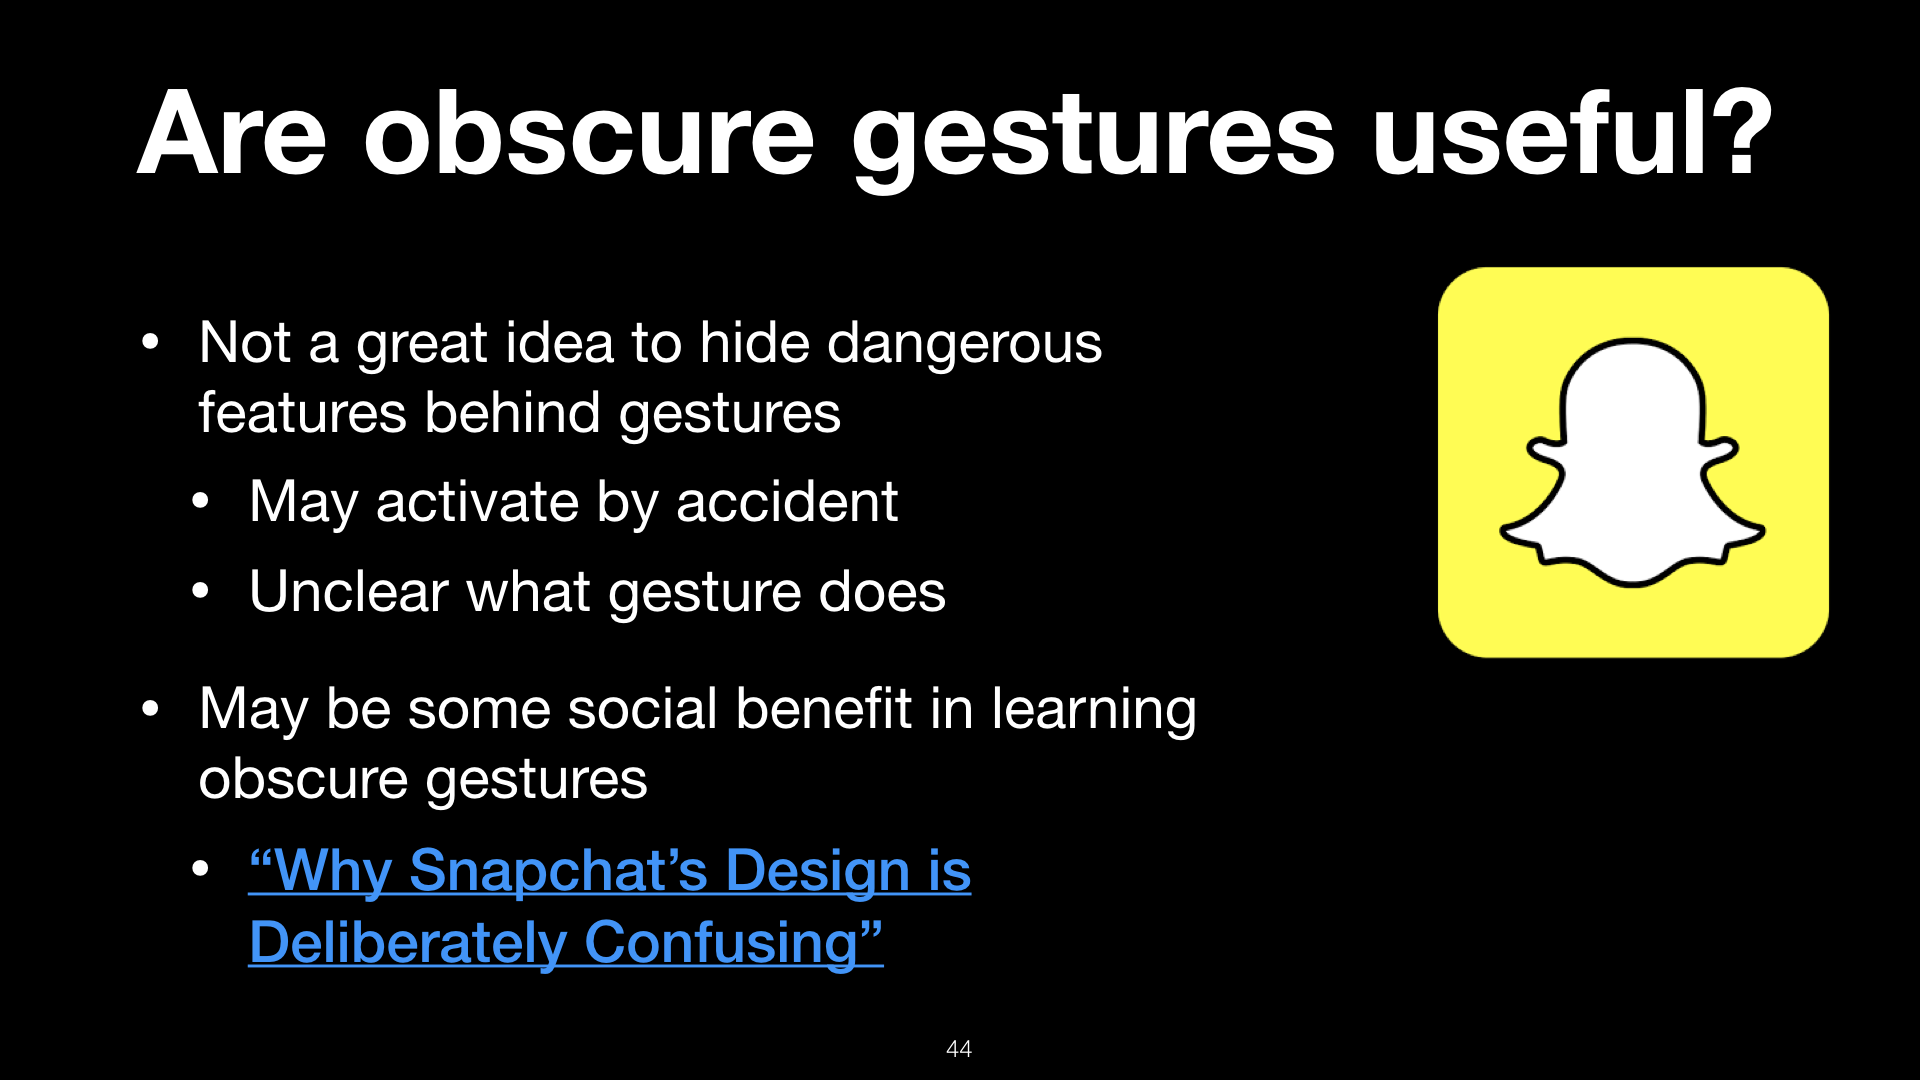 Are obscure gestures useful?
• Not a great idea to hide dangerous
features behind gestures
• May activate by accident
• Unclear what gesture does
• May be some social benefit in learning
obscure gestures
• “Why Snapchat’s Design is
Deliberately Confusing”
44